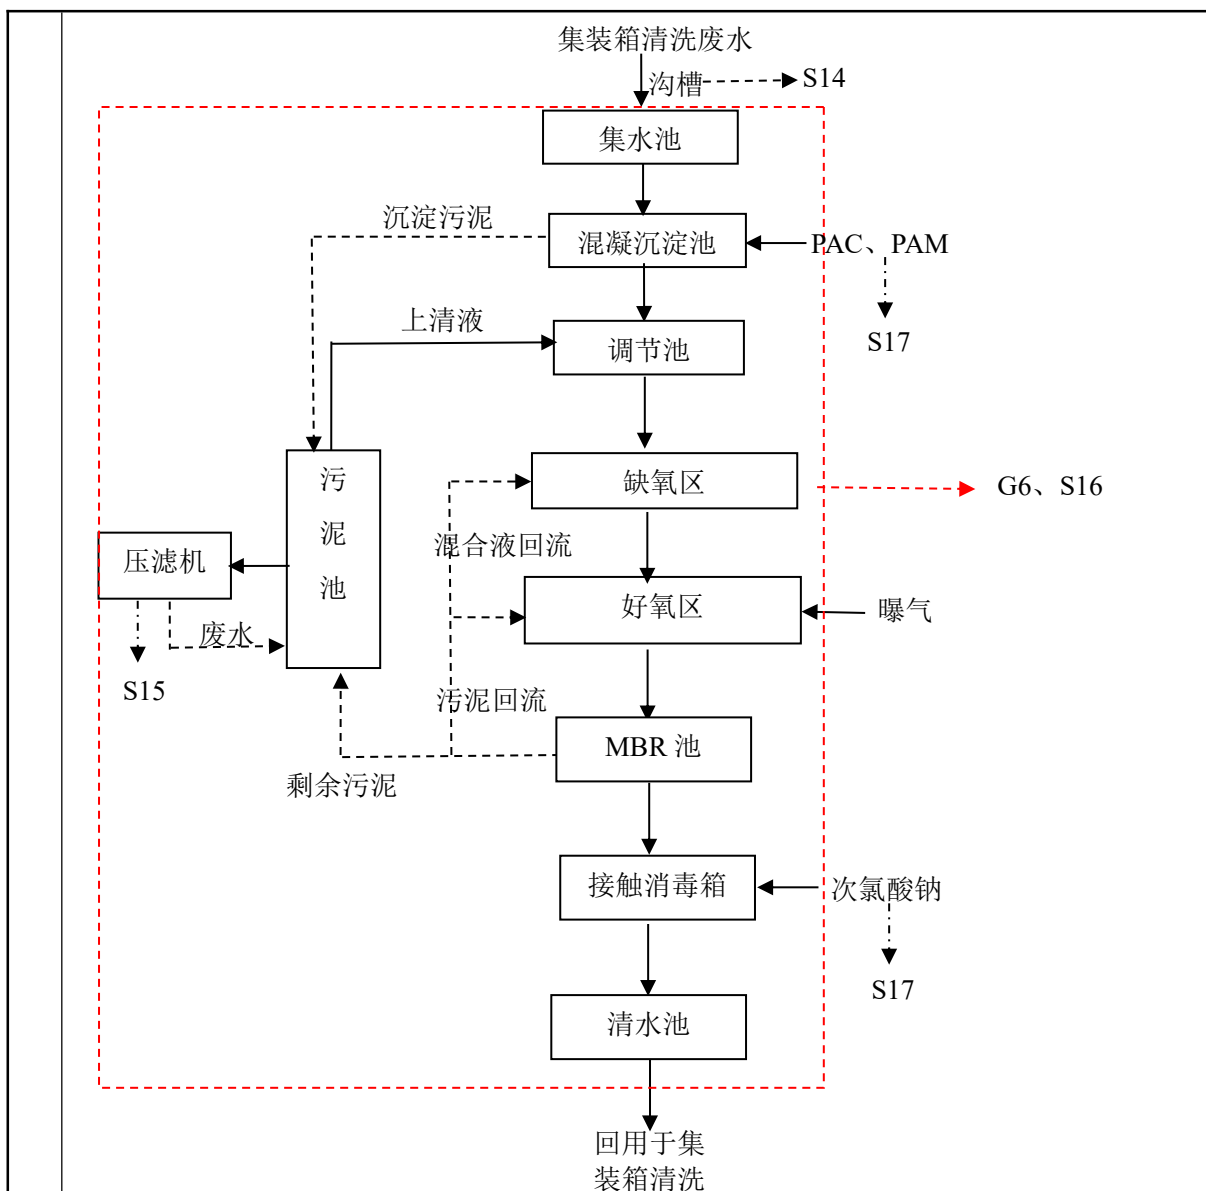 集装箱清洗废水
沟槽
S14
集水池
沉淀污泥
混凝沉淀池
PAC、PAM
上清液
调节池
S17
污
泥
池
缺氧区
G6、S16
混合液回流
压滤机
好氧区
曝气
废水
S15
污泥回流
MBR 池
剩余污泥
接触消毒箱
次氯酸钠
S17
清水池
回用于集
装箱清洗